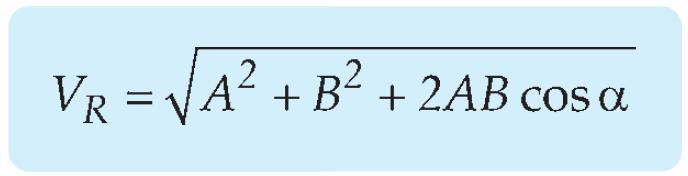 V_R = √(A² + B² + 2AB cos α)